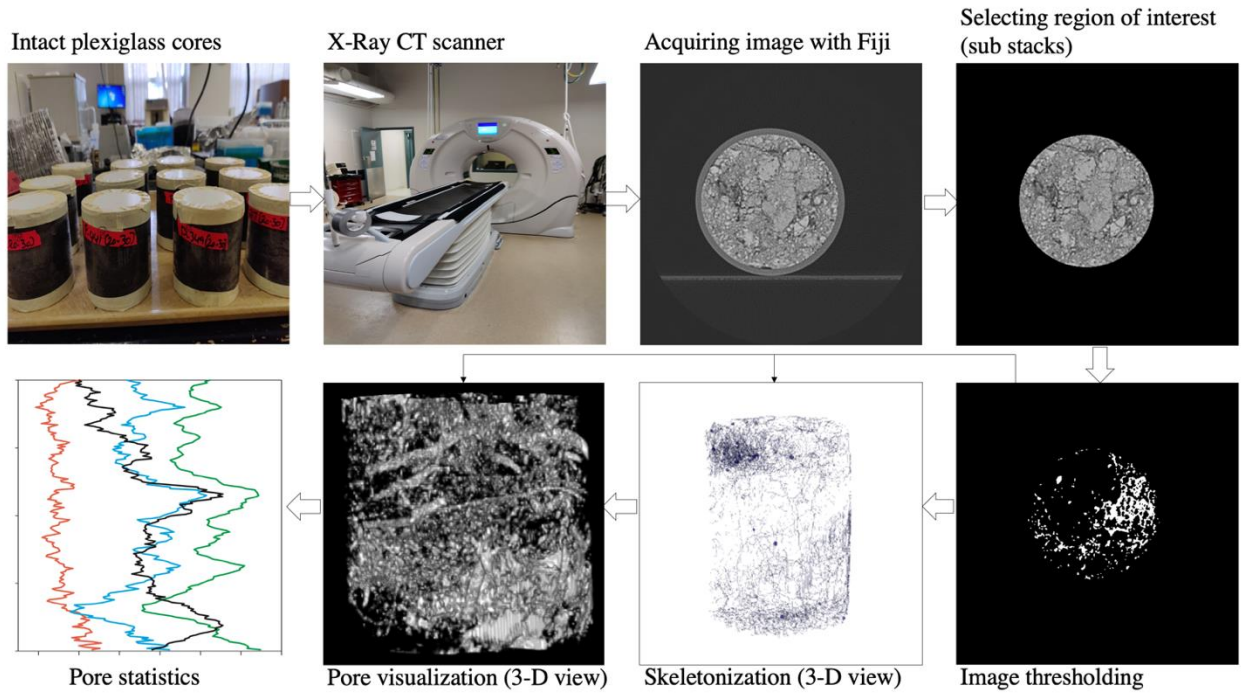 Intact plexiglass cores
X-Ray CT scanner
Acquiring image with Fiji
Selecting region of interest
(sub stacks)
Pore statistics
Pore visualization (3-D view)
Skeletonization (3-D view)
Image thresholding